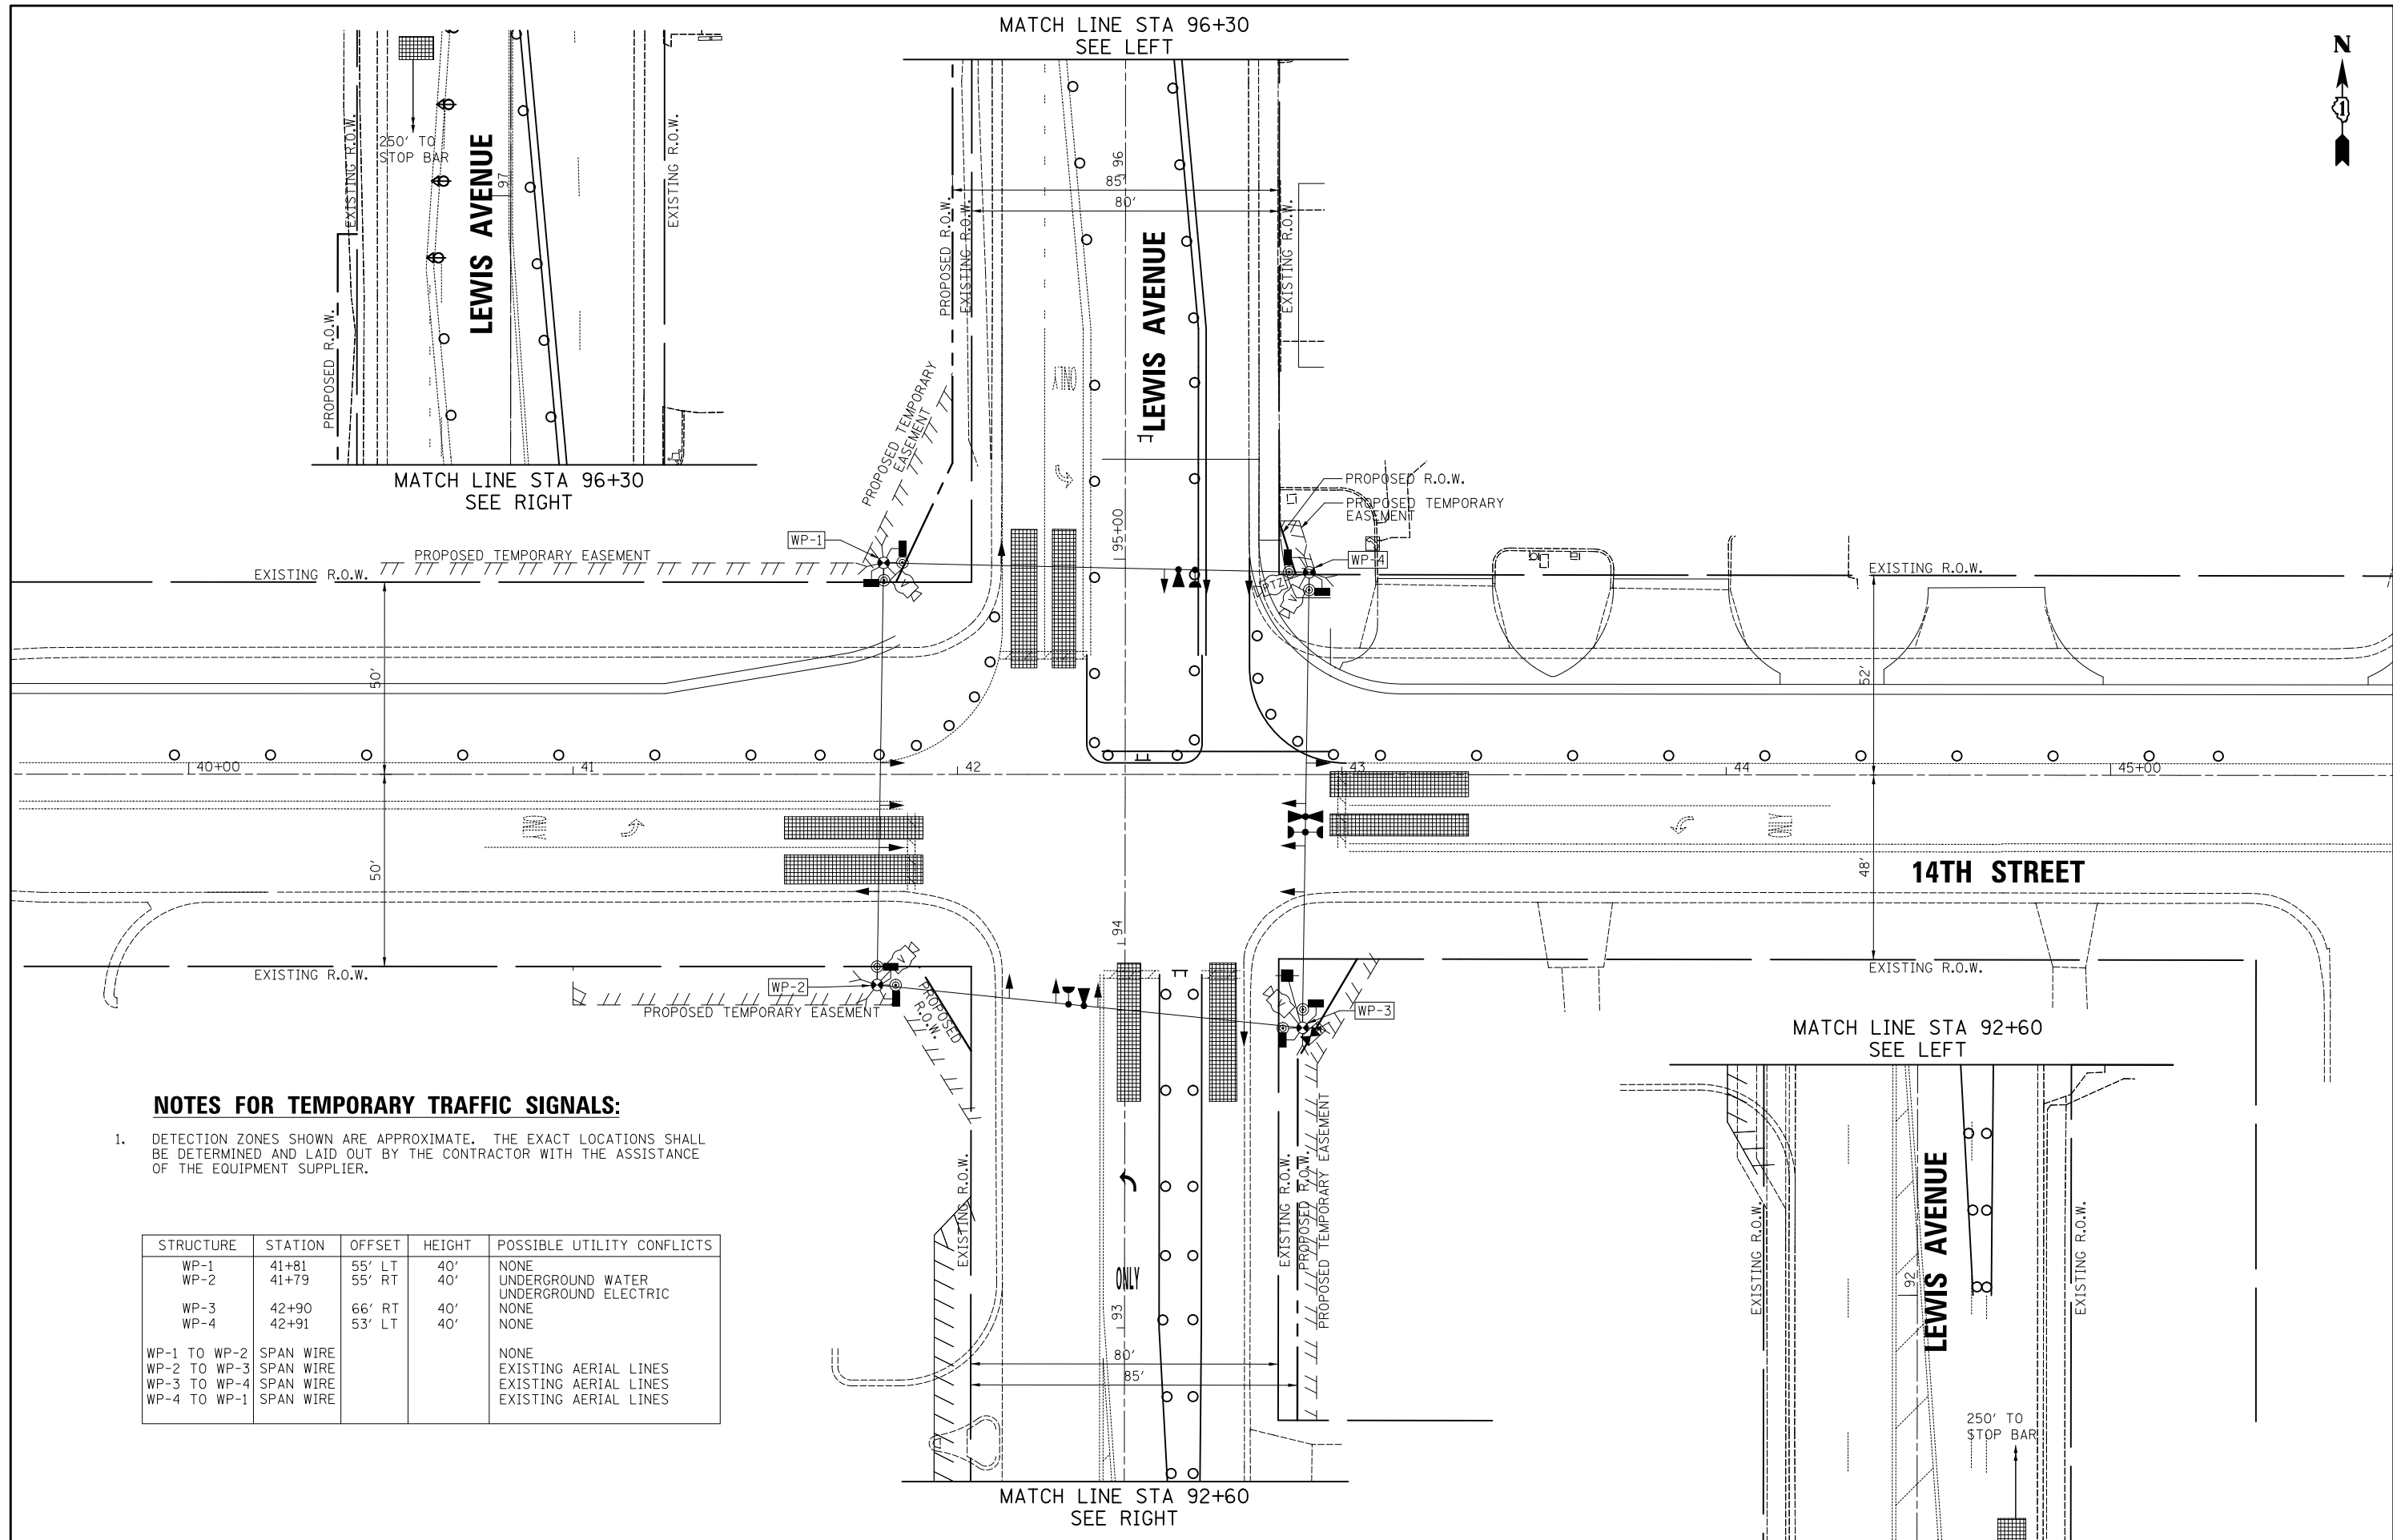 MATCH LINE STA 96+30
SEE LEFT
N
1
EXISTING R.O.W.
250' TO
STOP BAR
LEWIS AVENUE
97
EXISTING R.O.W.
PROPOSED R.O.W.
MATCH LINE STA 96+30
SEE RIGHT
96
85'
80'
PROPOSED R.O.W.
EXISTING R.O.W.
LEWIS AVENUE
EXISTING R.O.W.
ONLY
PROPOSED TEMPORARY
EASEMENT
PROPOSED R.O.W.
PROPOSED TEMPORARY
EASEMENT
95+00
WP-1
WP-4
PTZ
V
V
PROPOSED TEMPORARY EASEMENT
EXISTING R.O.W.
EXISTING R.O.W.
50'
52'
40+00
41
42
43
44
45+00
ONLY
ONLY
50'
48'
14TH STREET
94
EXISTING R.O.W.
EXISTING R.O.W.
V
V
WP-2
WP-3
PROPOSED TEMPORARY EASEMENT
PROPOSED
R.O.W.
MATCH LINE STA 92+60
SEE LEFT
NOTES FOR TEMPORARY TRAFFIC SIGNALS:
1. DETECTION ZONES SHOWN ARE APPROXIMATE. THE EXACT LOCATIONS SHALL
BE DETERMINED AND LAID OUT BY THE CONTRACTOR WITH THE ASSISTANCE
OF THE EQUIPMENT SUPPLIER.
EXISTING R.O.W.
EXISTING R.O.W.
PROPOSED R.O.W.
PROPOSED TEMPORARY EASEMENT
ONLY
93
80'
85'
EXISTING R.O.W.
LEWIS AVENUE
92
EXISTING R.O.W.
250' TO
STOP BAR
STRUCTURE STATION OFFSET HEIGHT POSSIBLE UTILITY CONFLICTS
WP-1 41+81 55' LT 40' NONE
WP-2 41+79 55' RT 40' UNDERGROUND WATER
UNDERGROUND ELECTRIC
WP-3 42+90 66' RT 40' NONE
WP-4 42+91 53' LT 40' NONE
WP-1 TO WP-2 SPAN WIRE NONE
WP-2 TO WP-3 SPAN WIRE EXISTING AERIAL LINES
WP-3 TO WP-4 SPAN WIRE EXISTING AERIAL LINES
WP-4 TO WP-1 SPAN WIRE EXISTING AERIAL LINES
MATCH LINE STA 92+60
SEE RIGHT